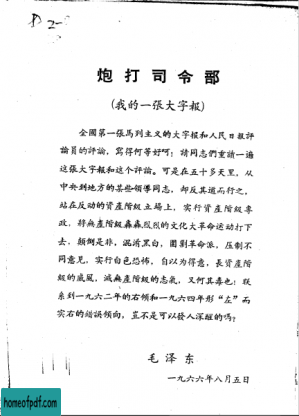 炮打司令部
(我的一張大字報)
全國第一張馬列主义的大字報和人民日報評
論員的評論，寫得何等好呵！請同志們重讀一遍
這張大字報和這个評論。可是在五十多天里，从
中央到地方的某些領導同志，却反其道而行之，
站在反动的資產階級立場上，实行資產階級專
政，將無產階級轟轟烈烈的文化大革命运动打下
去，顛倒是非，混淆黑白，圍剿革命派，压制不
同意見，实行白色恐怖，自以为得意，長資產階
級的威風，滅無產階級的志氣，又何其毒也！联
系到一九六二年的右傾和一九六四年形“左”而
实右的錯誤傾向，豈不是可以發人深醒的嗎？
毛泽东
一九六六年八月五日
homeofpdf.com
homeofpdf.com